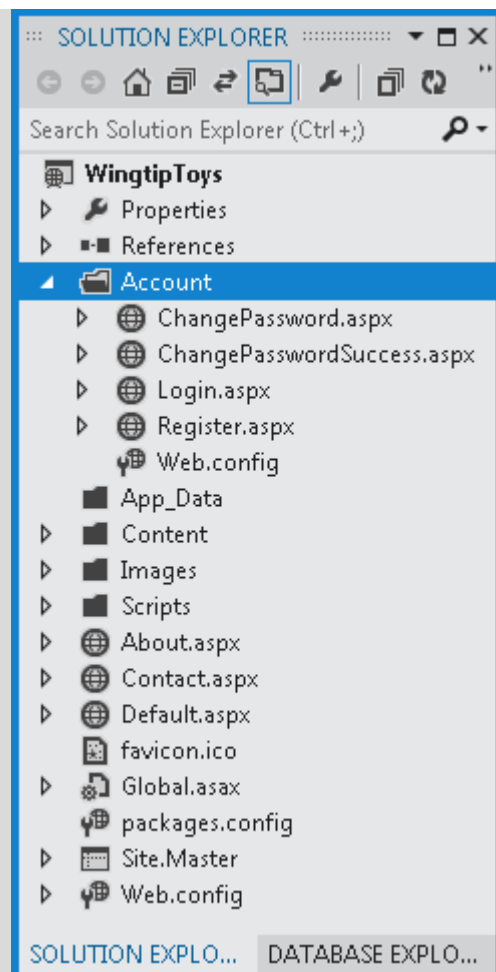 SOLUTION EXPLORER
Search Solution Explorer (Ctrl+;)
WingtipToys
Properties
References
Account
ChangePassword.aspx
ChangePasswordSuccess.aspx
Login.aspx
Register.aspx
Web.config
App_Data
Content
Images
Scripts
About.aspx
Contact.aspx
Default.aspx
favicon.ico
Global.asax
packages.config
Site.Master
Web.config
SOLUTION EXPLO... DATABASE EXPLO...